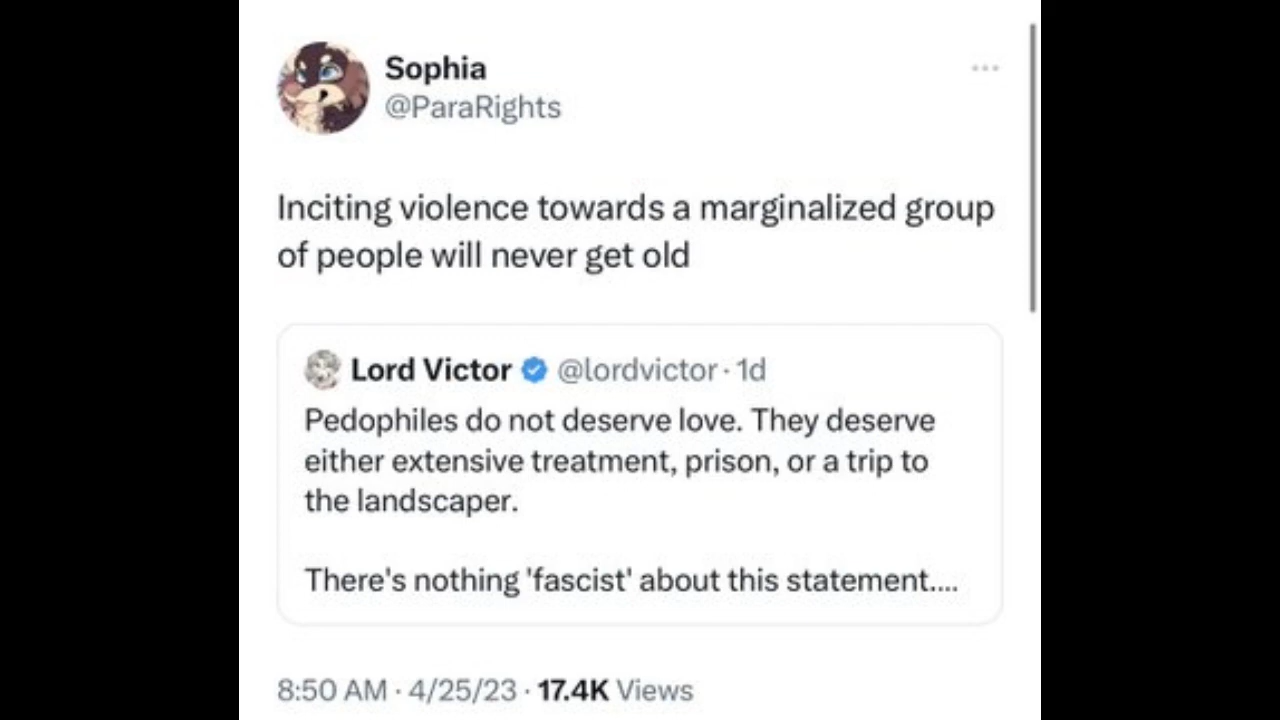 Sophia
@ParaRights
Inciting violence towards a marginalized group
of people will never get old
Lord Victor @lordvictor · 1d
Pedophiles do not deserve love. They deserve
either extensive treatment, prison, or a trip to
the landscaper.
There's nothing 'fascist' about this statement....
8:50 AM · 4/25/23 · 17.4K Views